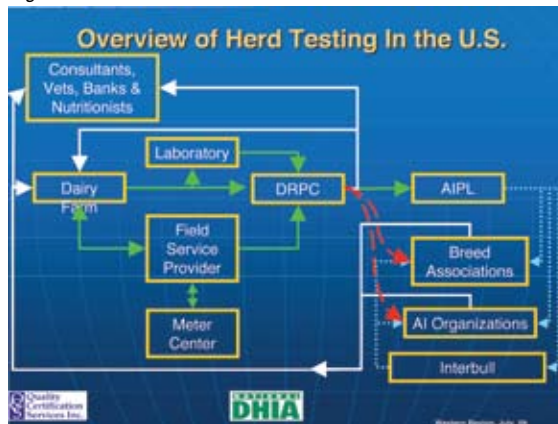 Overview of Herd Testing In the U.S.
Consultants,
Vets, Banks &
Nutritionists
Laboratory
Dairy
Farm
DRPC
AIPL
Field
Service
Provider
Breed
Associations
Meter
Center
AI Organizations
Interbull
Quality
Certification
Services Inc.
NATIONAL
DHIA